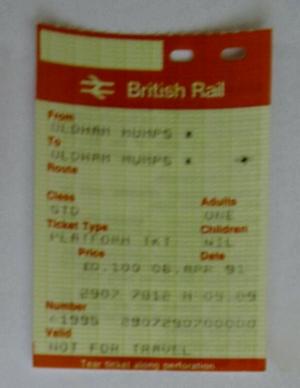 British Rail
From
OLDHAM MUMPS *
To
OLDHAM MUMPS *
Route
Class Adults
STD ONE
Ticket Type Children
PLATFORM TKT NIL
Price Date
£0.10 06.APR 91
2907 7812 M 09.09
Number
2907290700000
Valid
NOT FOR TRAVEL
Tear ticket along perforation